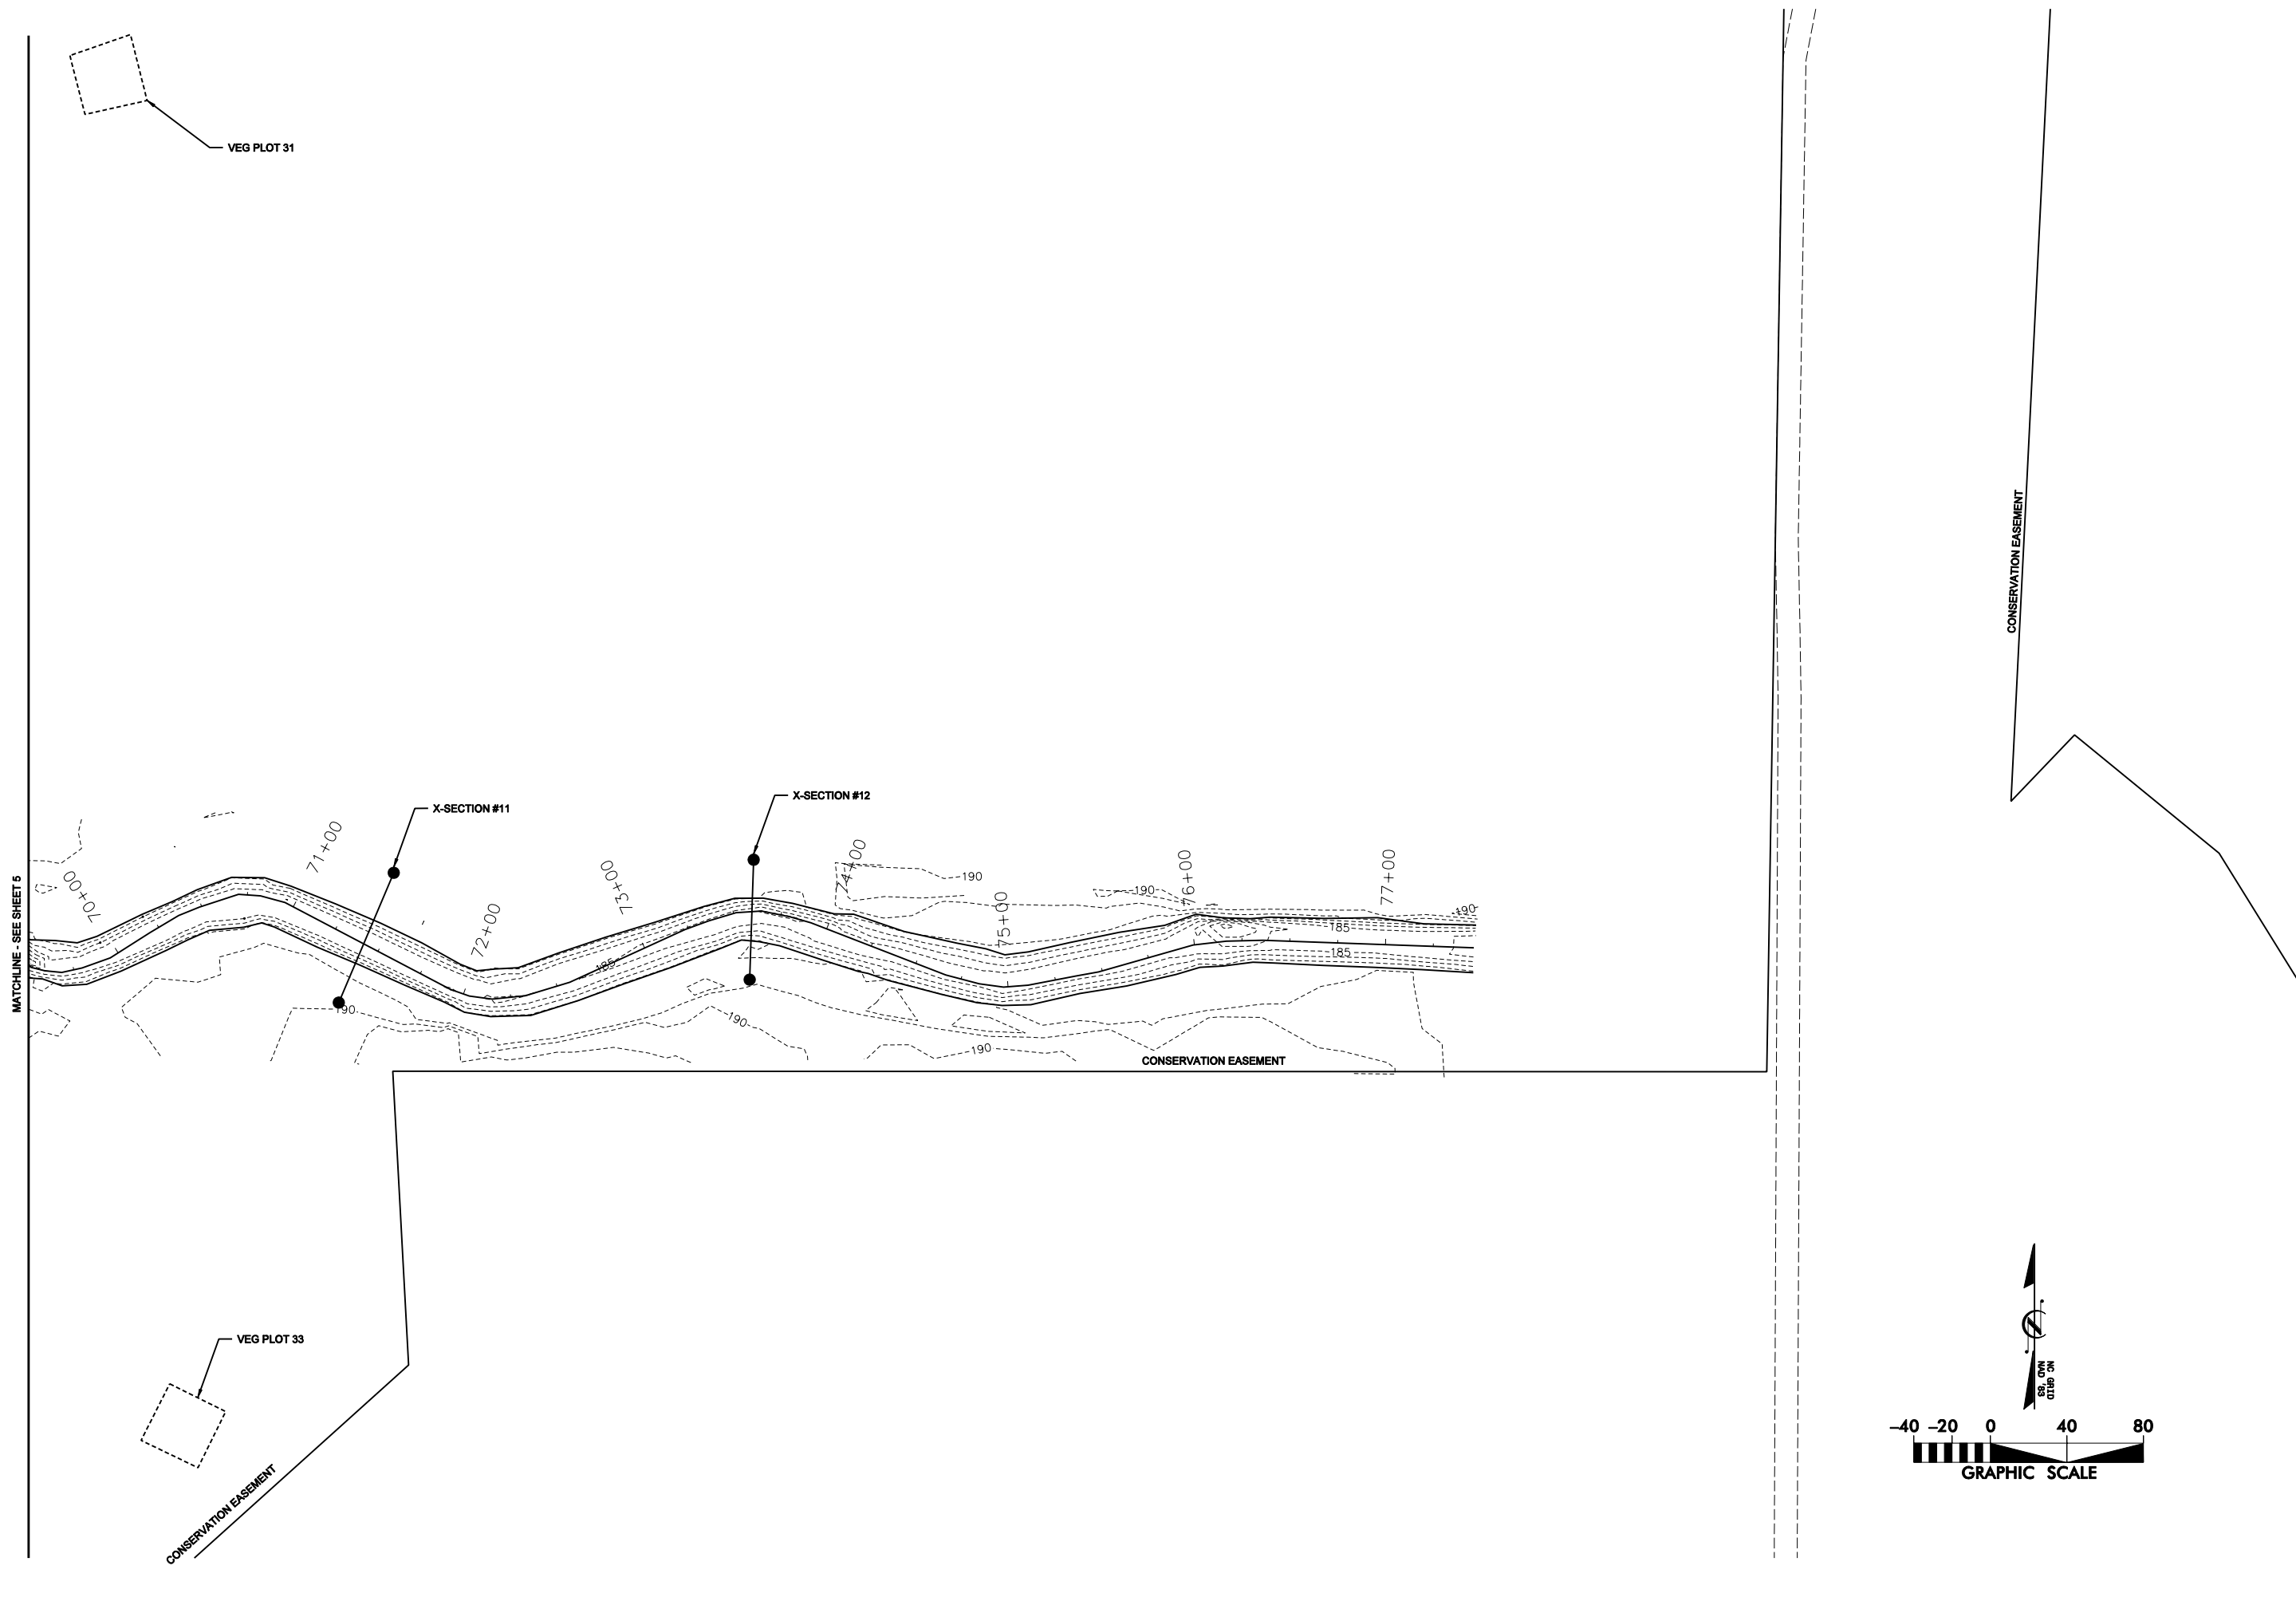 VEG PLOT 31
CONSERVATION EASEMENT
X-SECTION #12
X-SECTION #11
71+00
74+00
76+00
77+00
70+00
73+00
72+00
75+00
190
190
190
185
185
185
MATCHLINE - SEE SHEET 5
190
190
190
CONSERVATION EASEMENT
VEG PLOT 33
NC GRID
NAD '83
-40 -20 0 40 80
GRAPHIC SCALE
CONSERVATION EASEMENT